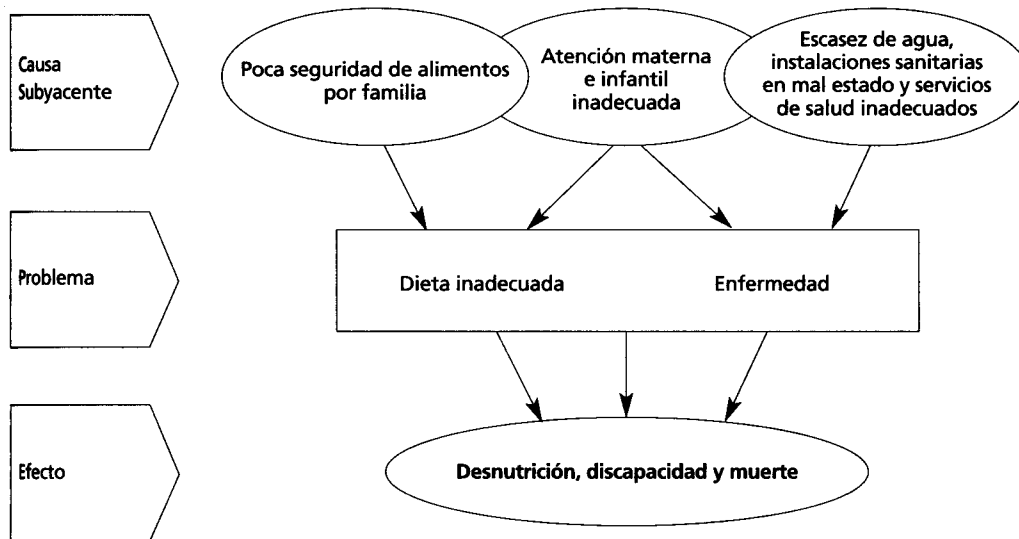 Causa
Subyacente
Poca seguridad de alimentos
por familia
Atención materna
e infantil
inadecuada
Escasez de agua,
instalaciones sanitarias
en mal estado y servicios
de salud inadecuados
Problema
Dieta inadecuada
Enfermedad
Efecto
Desnutrición, discapacidad y muerte